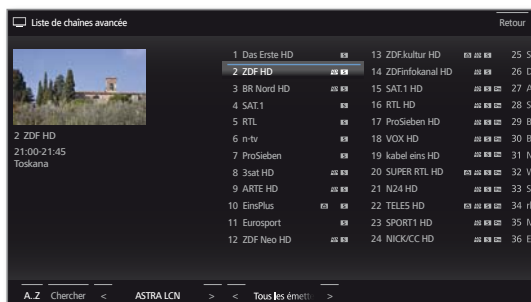 Liste de chaînes avancée
Retour
2 ZDF HD
21:00-21:45
Toskana
1 Das Erste HD
2 ZDF HD
3 BR Nord HD
4 SAT.1
5 RTL
6 n-tv
7 ProSieben
8 3sat HD
9 ARTE HD
10 EinsPlus
11 Eurosport
12 ZDF Neo HD
13 ZDF.kultur HD
14 ZDFinfokanal HD
15 SAT.1 HD
16 RTL HD
17 ProSieben HD
18 VOX HD
19 kabel eins HD
20 SUPER RTL HD
21 N24 HD
22 TELE5 HD
23 SPORT1 HD
24 NICK/CC HD
25 S
26
27 A
28 S
29 B
30
31 N
32
33 S
34
35 N
36 E
A..Z Chercher < ASTRA LCN > < Tous les émett >